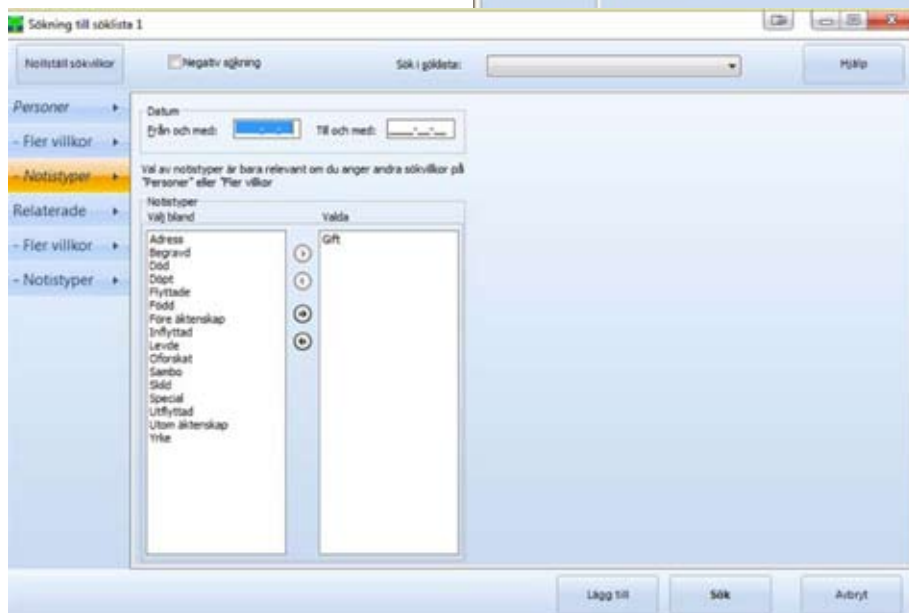 Sökning till söklista 1
Nollställ sökvillkor
Negativ sökning
Sök i söklista:
Hjälp
Personer
- Fler villkor
- Notistyper
Relaterade
- Fler villkor
- Notistyper
Datum
Från och med:
Till och med:
Val av notistyper är bara relevant om du anger andra sökvillkor på
"Personer" eller "Fler villkor
Notistyper
Välj bland
Valda
Adress
Begravd
Död
Döpt
Flyttade
Född
Före äktenskap
Inflyttad
Levde
Oforskat
Sambo
Skild
Special
Utflyttad
Utom äktenskap
Yrke
Gift
Lägg till
Sök
Avbryt